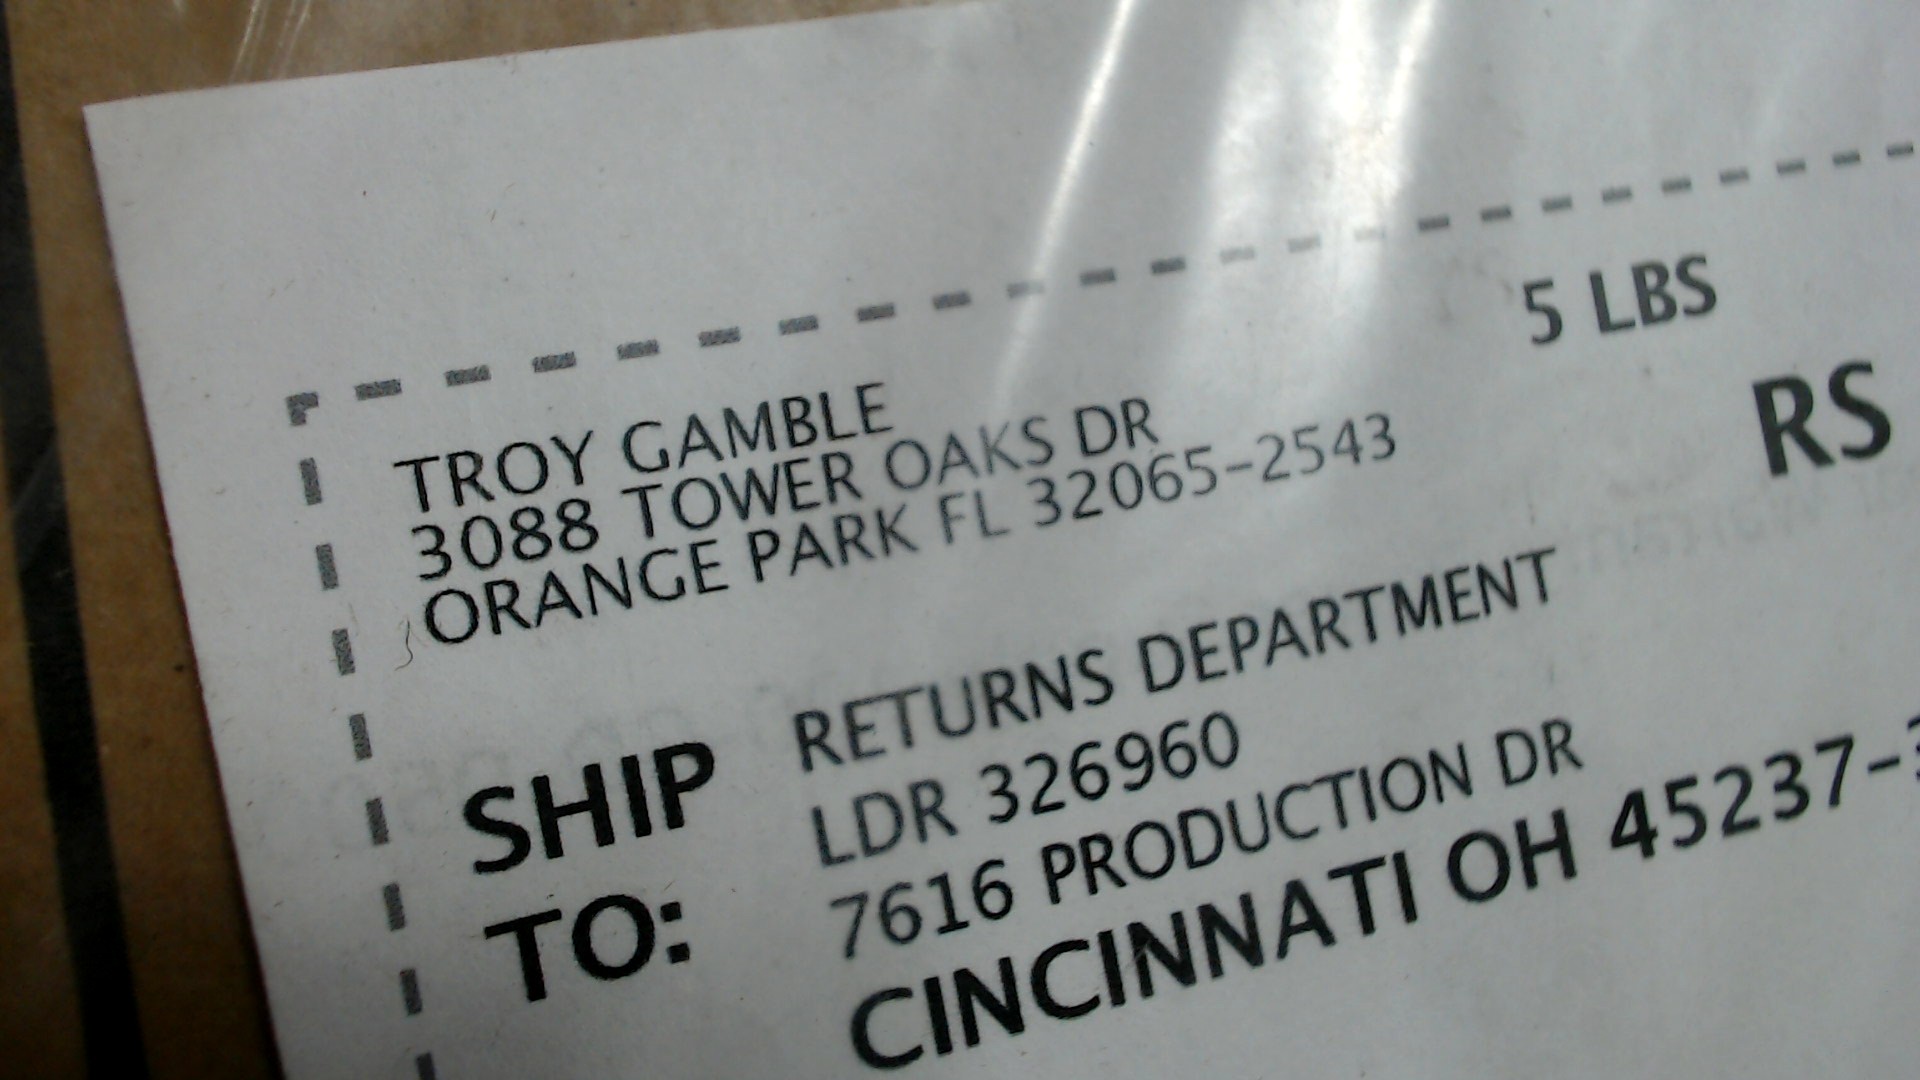 5 LBS
RS
TROY GAMBLE
3088 TOWER OAKS DR
ORANGE PARK FL 32065-2543
SHIP
TO:
RETURNS DEPARTMENT
LDR 326960
7616 PRODUCTION DR
CINCINNATI OH 45237-3